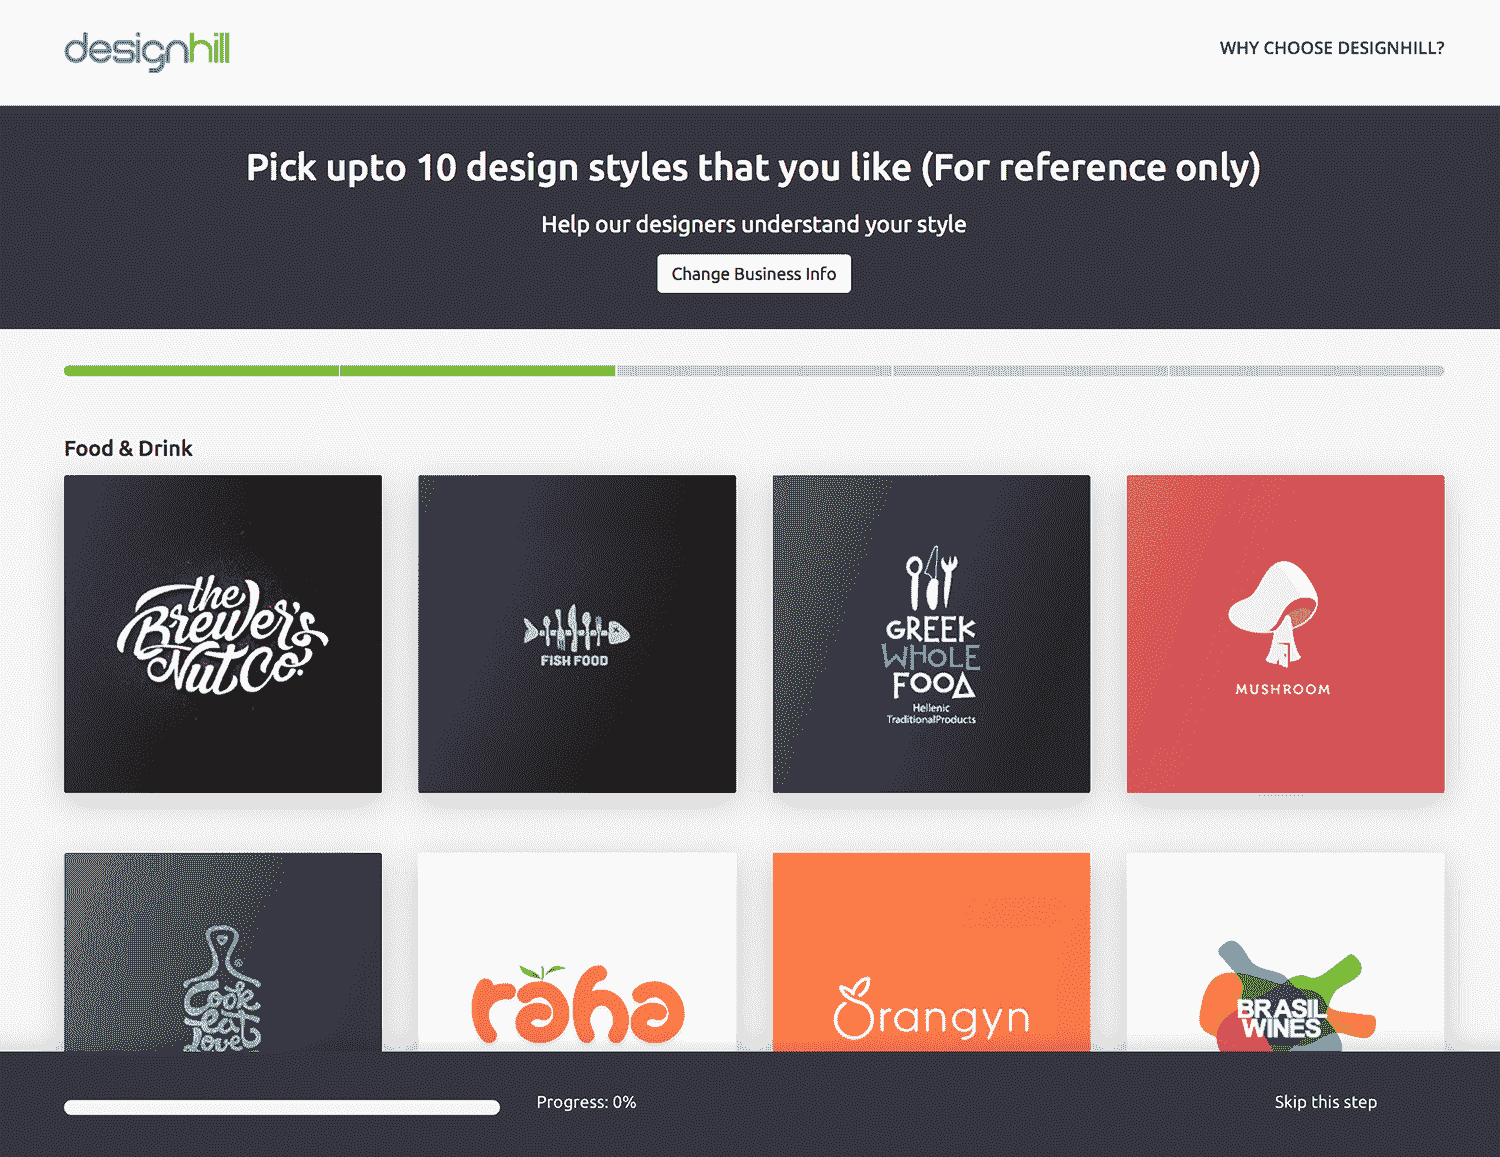 designhill
WHY CHOOSE DESIGNHILL?
Pick upto 10 design styles that you like (For reference only)
Help our designers understand your style
Change Business Info
Food & Drink
the
Brewer's
Nut Co.
FISH FOOD
GREEK
WHOLE
FOOD
Hellenic
TraditionalProducts
MUSHROOM
Cook
eat
love
raha
Orangyn
BRASIL
WINES
Progress: 0%
Skip this step